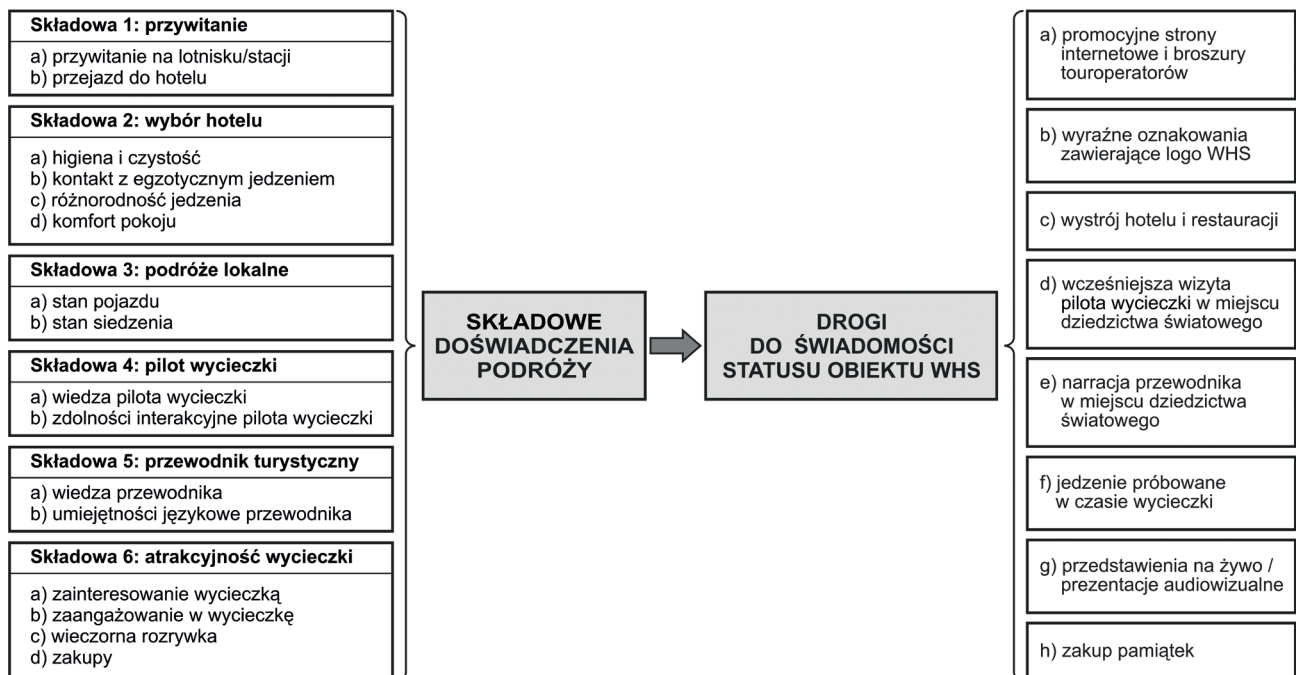 Składowa 1: przywitanie
a) przywitanie na lotnisku/stacji
b) przejazd do hotelu
Składowa 2: wybór hotelu
a) higiena i czystość
b) kontakt z egzotycznym jedzeniem
c) różnorodność jedzenia
d) komfort pokoju
Składowa 3: podróże lokalne
a) stan pojazdu
b) stan siedzenia
Składowa 4: pilot wycieczki
a) wiedza pilota wycieczki
b) zdolności interakcyjne pilota wycieczki
Składowa 5: przewodnik turystyczny
a) wiedza przewodnika
b) umiejętności językowe przewodnika
Składowa 6: atrakcyjność wycieczki
a) zainteresowanie wycieczką
b) zaangażowanie w wycieczkę
c) wieczorna rozrywka
d) zakupy
SKŁADOWE
DOŚWIADCZENIA
PODRÓŻY
DROGI
DO ŚWIADOMOŚCI
STATUSU OBIEKTU WHS
a) promocyjne strony
internetowe i broszury
touroperatorów
b) wyraźne oznakowania
zawierające logo WHS
c) wystrój hotelu i restauracji
d) wcześniejsza wizyta
pilota wycieczki w miejscu
dziedzictwa światowego
e) narracja przewodnika
w miejscu dziedzictwa
światowego
f) jedzenie próbowane
w czasie wycieczki
g) przedstawienia na żywo /
prezentacje audiowizualne
h) zakup pamiątek